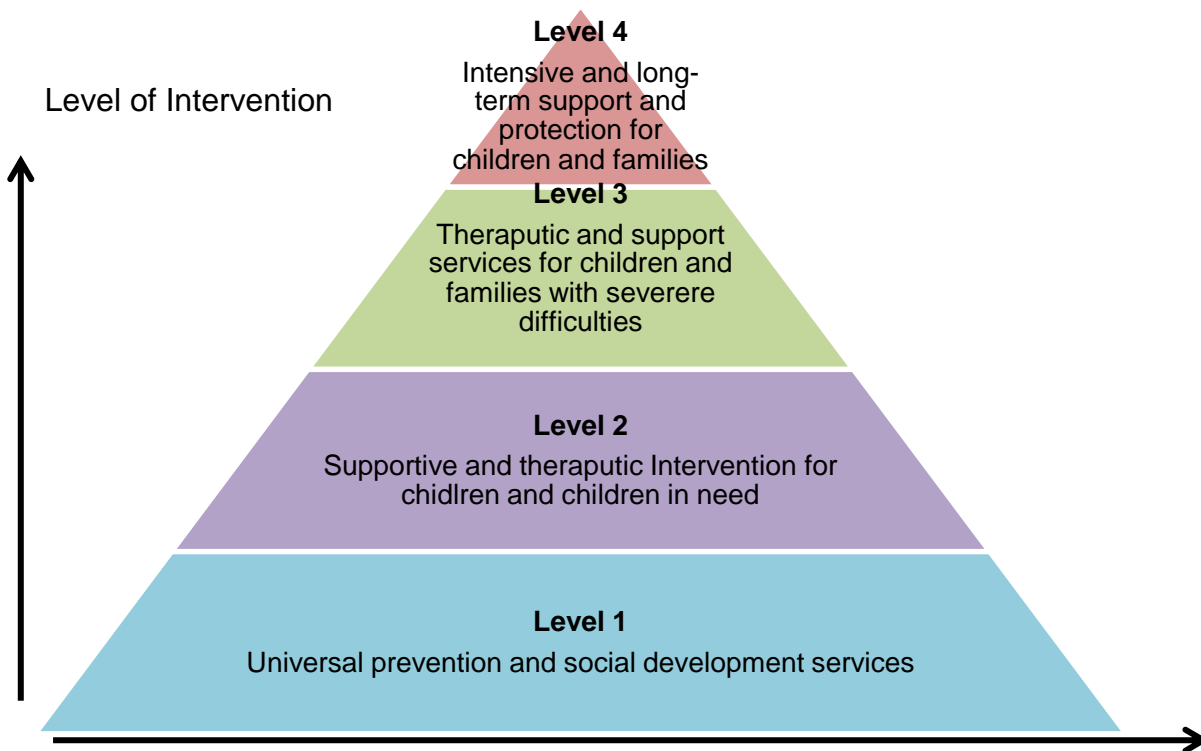 Level 4
Level of Intervention
Intensive and long-
term support and
protection for
children and families
Level 3
Theraputic and support
services for children and
families with severere
difficulties
Level 2
Supportive and theraputic Intervention for
chidlren and children in need
Level 1
Universal prevention and social development services